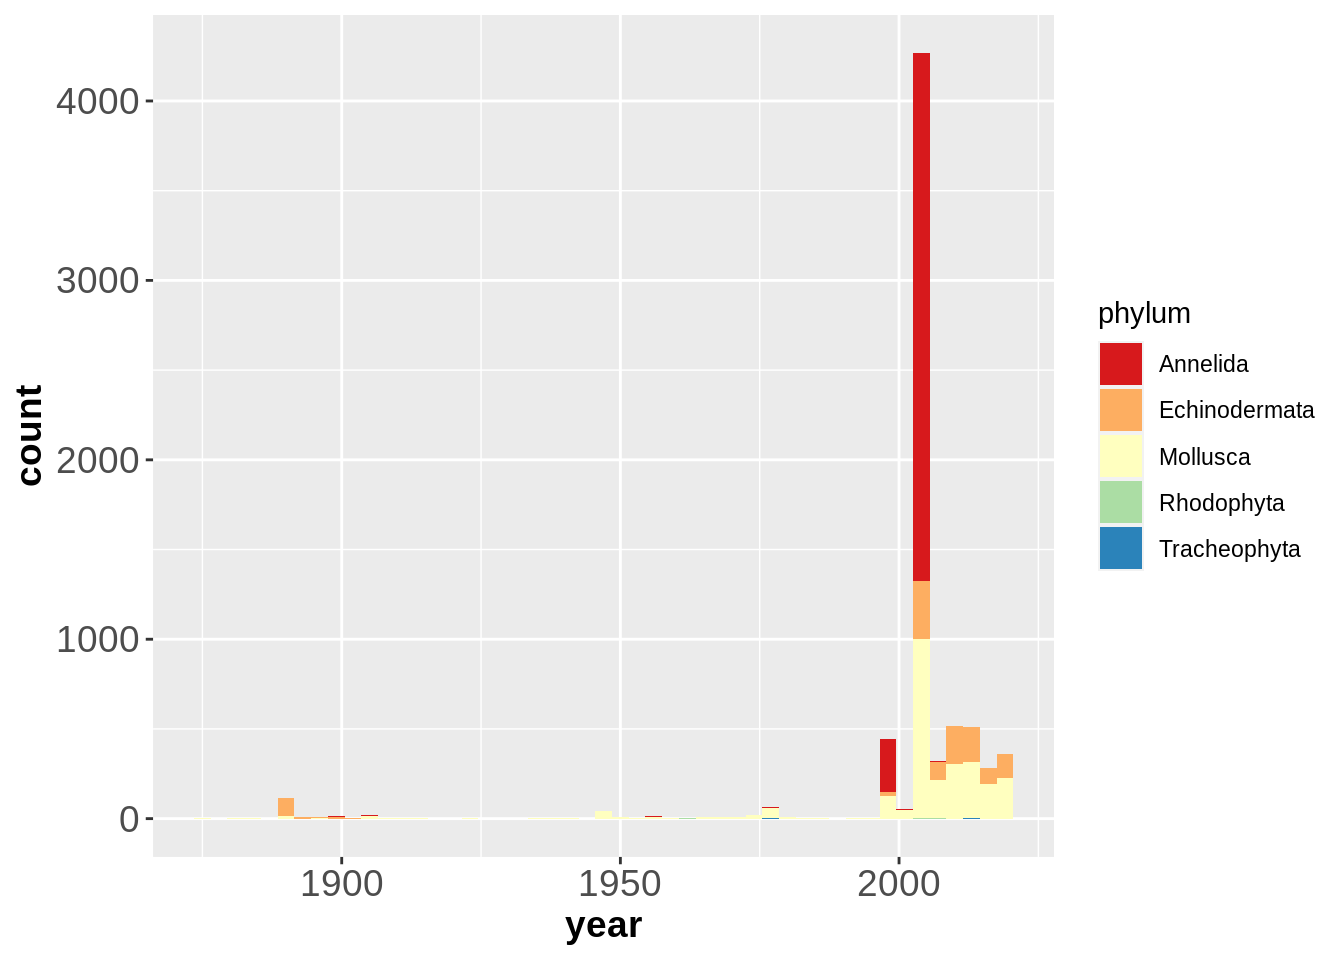 4000
3000
2000
1000
0
count
1900
1950
2000
year
phylum
Annelida
Echinodermata
Mollusca
Rhodophyta
Tracheophyta